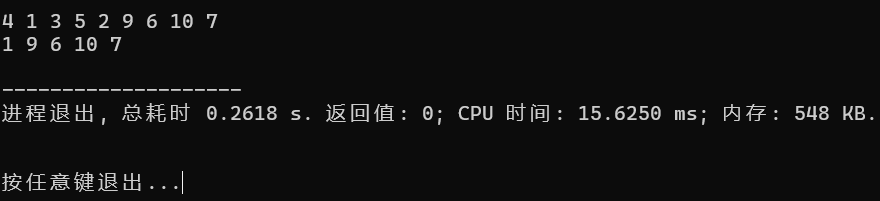 4 1 3 5 2 9 6 10 7
1 9 6 10 7
--------------------
进程退出, 总耗时 0.2618 s. 返回值: 0; CPU 时间: 15.6250 ms; 内存: 548 KB.
按任意键退出...